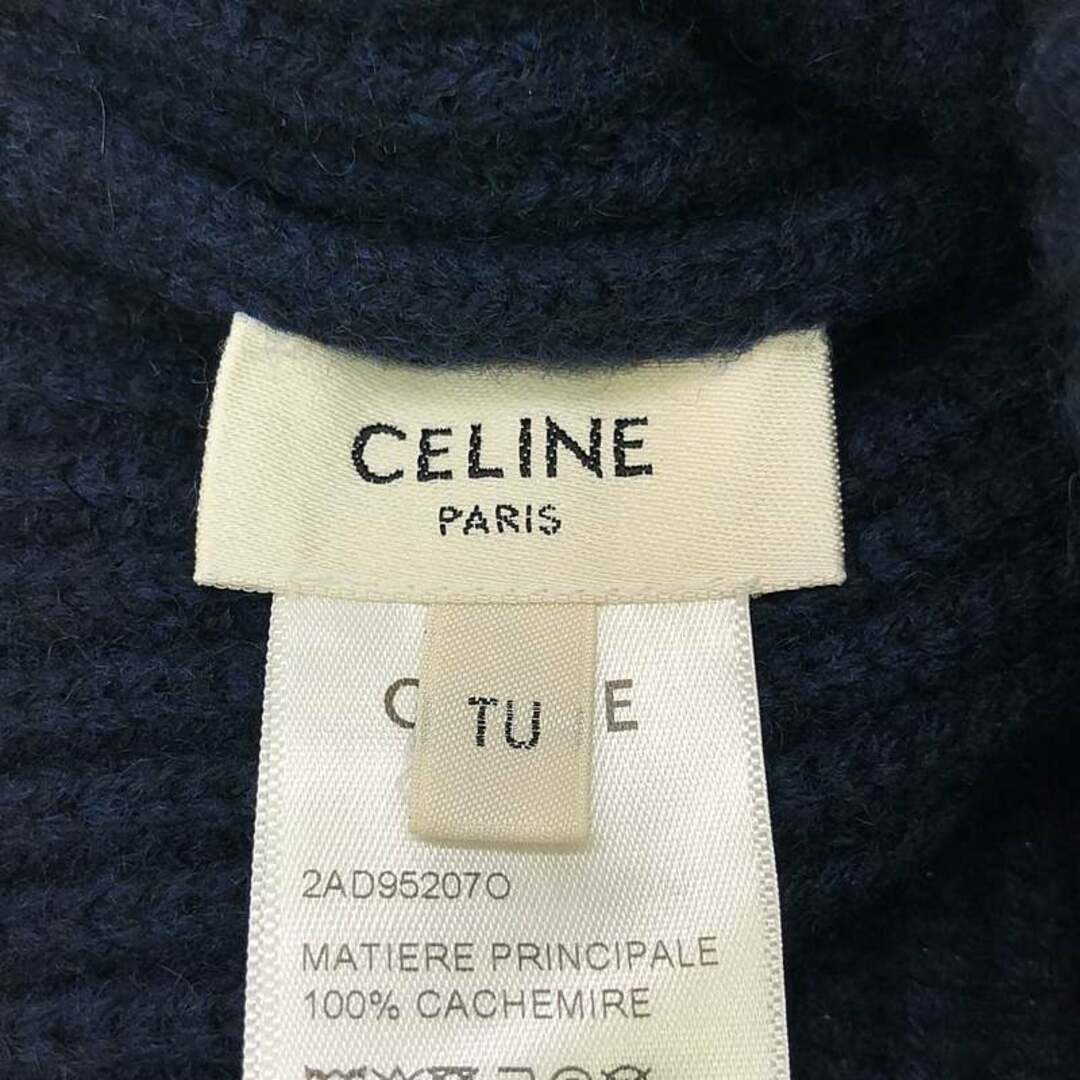 CELINE
PARIS
TU
2AD95207O
MATIERE PRINCIPALE
100% CACHEMIRE